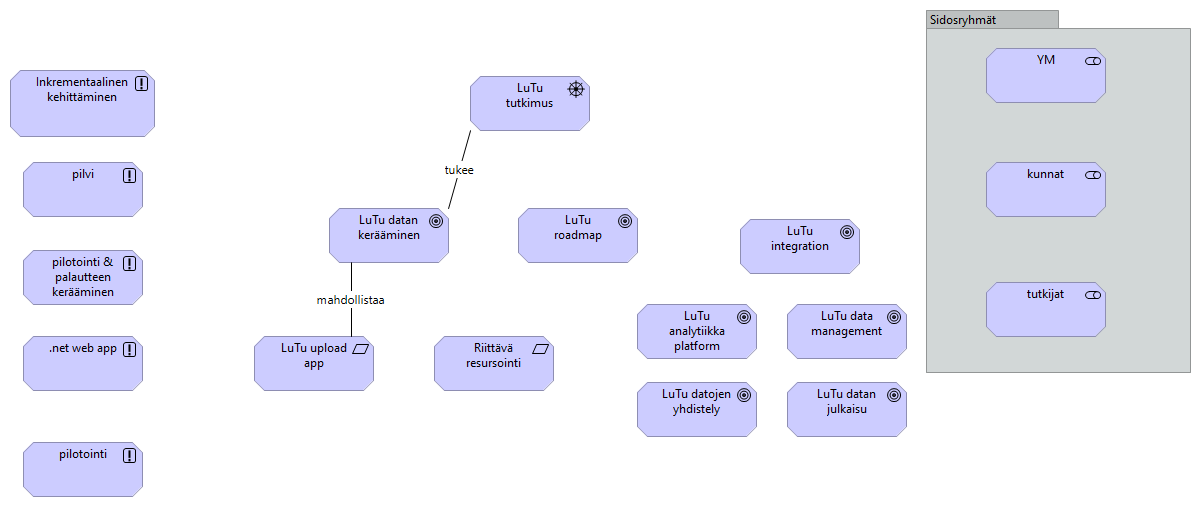 Sidosryhmät
Inkrementaalinen
kehittäminen
pilvi
pilotointi &
palautteen
kerääminen
.net web app
pilotointi
LuTu
tutkimus
tukee
LuTu datan
kerääminen
LuTu
roadmap
mahdollistaa
LuTu upload
app
Riittävä
resursointi
LuTu
integration
LuTu
analytiikka
platform
LuTu data
management
LuTu datojen
yhdistely
LuTu datan
julkaisu
YM
kunnat
tutkijat